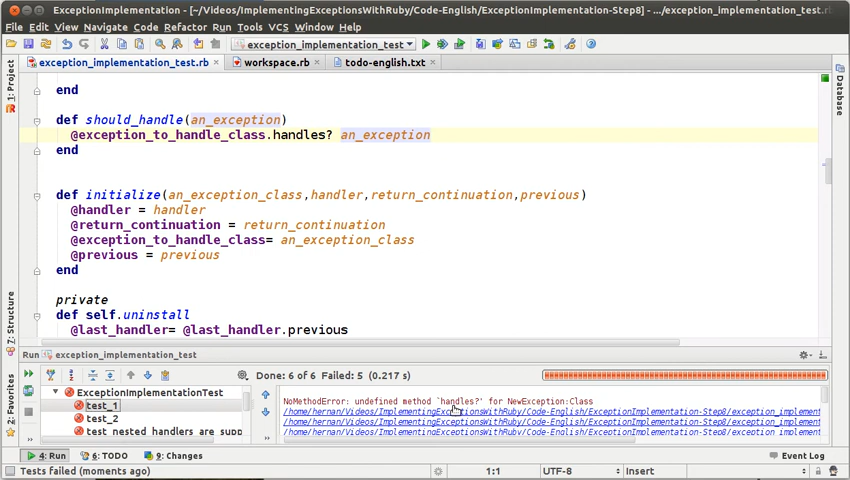 ExceptionImplementation - [~/Videos/ImplementingExceptionsWithRuby/Code-English/ExceptionImplementation-Step8] - .../exception_implementation_test.rb
File Edit View Navigate Code Refactor Run Tools VCS Window Help
exception_implementation_test
exception_implementation_test.rb workspace.rb todo-english.txt
1: Project
Database
7: Structure
2: Favorites
end
def should_handle(an_exception)
@exception_to_handle_class.handles? an_exception
end
def initialize(an_exception_class,handler,return_continuation,previous)
@handler = handler
@return_continuation = return_continuation
@exception_to_handle_class= an_exception_class
@previous = previous
end
private
def self.uninstall
@last_handler= @last_handler.previous
Run exception_implementation_test
Done: 6 of 6 Failed: 5 (0.217 s)
ExceptionImplementationTest
test_1
test_2
test nested handlers are supp
NoMethodError: undefined method `handles?' for NewException:Class
/home/hernan/Videos/ImplementingExceptionsWithRuby/Code-English/ExceptionImplementation-Step8/exception_implement
/home/hernan/Videos/ImplementingExceptionsWithRuby/Code-English/ExceptionImplementation-Step8/exception_implement
/home/hernan/Videos/ImplementingExceptionsWithRuby/Code-English/ExceptionImplementation-Step8/exception_implement
4: Run 6: TODO 9: Changes Event Log
Tests failed (moments ago) 1:1 UTF-8 Insert